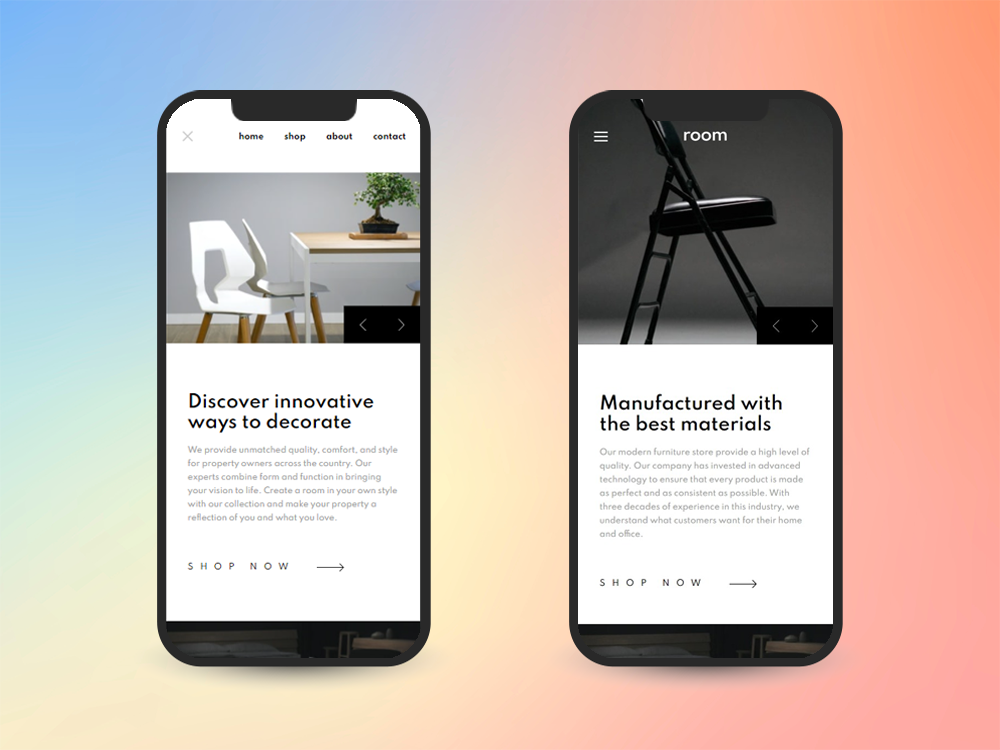 home shop about contact
Discover innovative
ways to decorate
We provide unmatched quality, comfort, and style
for property owners across the country. Our
experts combine form and function in bringing
your vision to life. Create a room in your own style
with our collection and make your property a
reflection of you and what you love.
SHOP NOW
room
Manufactured with
the best materials
Our modern furniture store provide a high level of
quality. Our company has invested in advanced
technology to ensure that every product is made
as perfect and as consistent as possible. With
three decades of experience in this industry, we
understand what customers want for their home
and office.
SHOP NOW